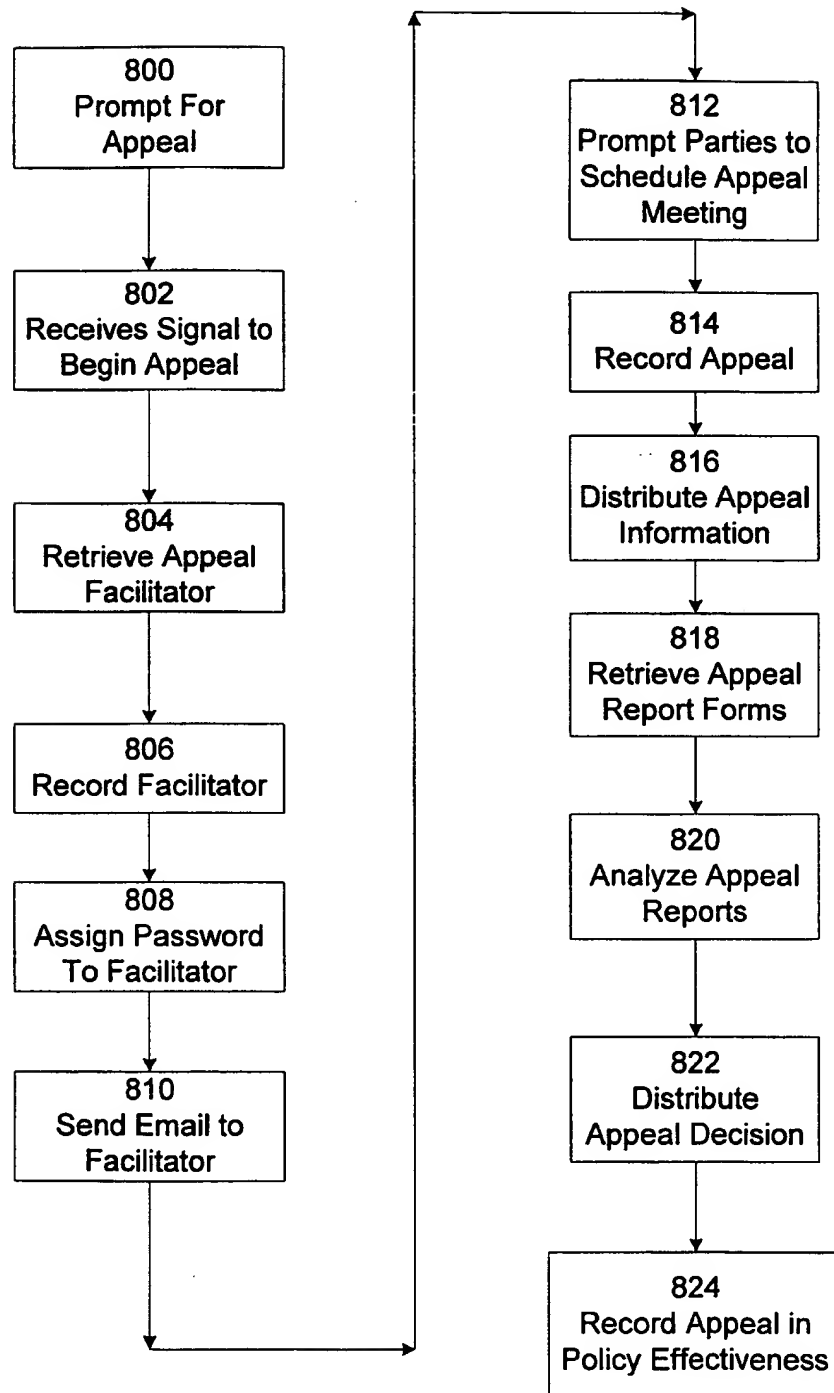 800
Prompt For
Appeal
802
Receives Signal to
Begin Appeal
804
Retrieve Appeal
Facilitator
806
Record Facilitator
808
Assign Password
To Facilitator
810
Send Email to
Facilitator
812
Prompt Parties to
Schedule Appeal
Meeting
814
Record Appeal
816
Distribute Appeal
Information
818
Retrieve Appeal
Report Forms
820
Analyze Appeal
Reports
822
Distribute
Appeal Decision
824
Record Appeal in
Policy Effectiveness